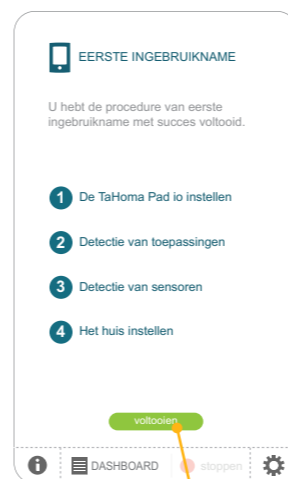 EERSTE INGEBRUIKNAME
U hebt de procedure van eerste
ingebruikname met succes voltooid.
1 De TaHoma Pad io instellen
2 Detectie van toepassingen
3 Detectie van sensoren
4 Het huis instellen
voltooien
DASHBOARD stoppen